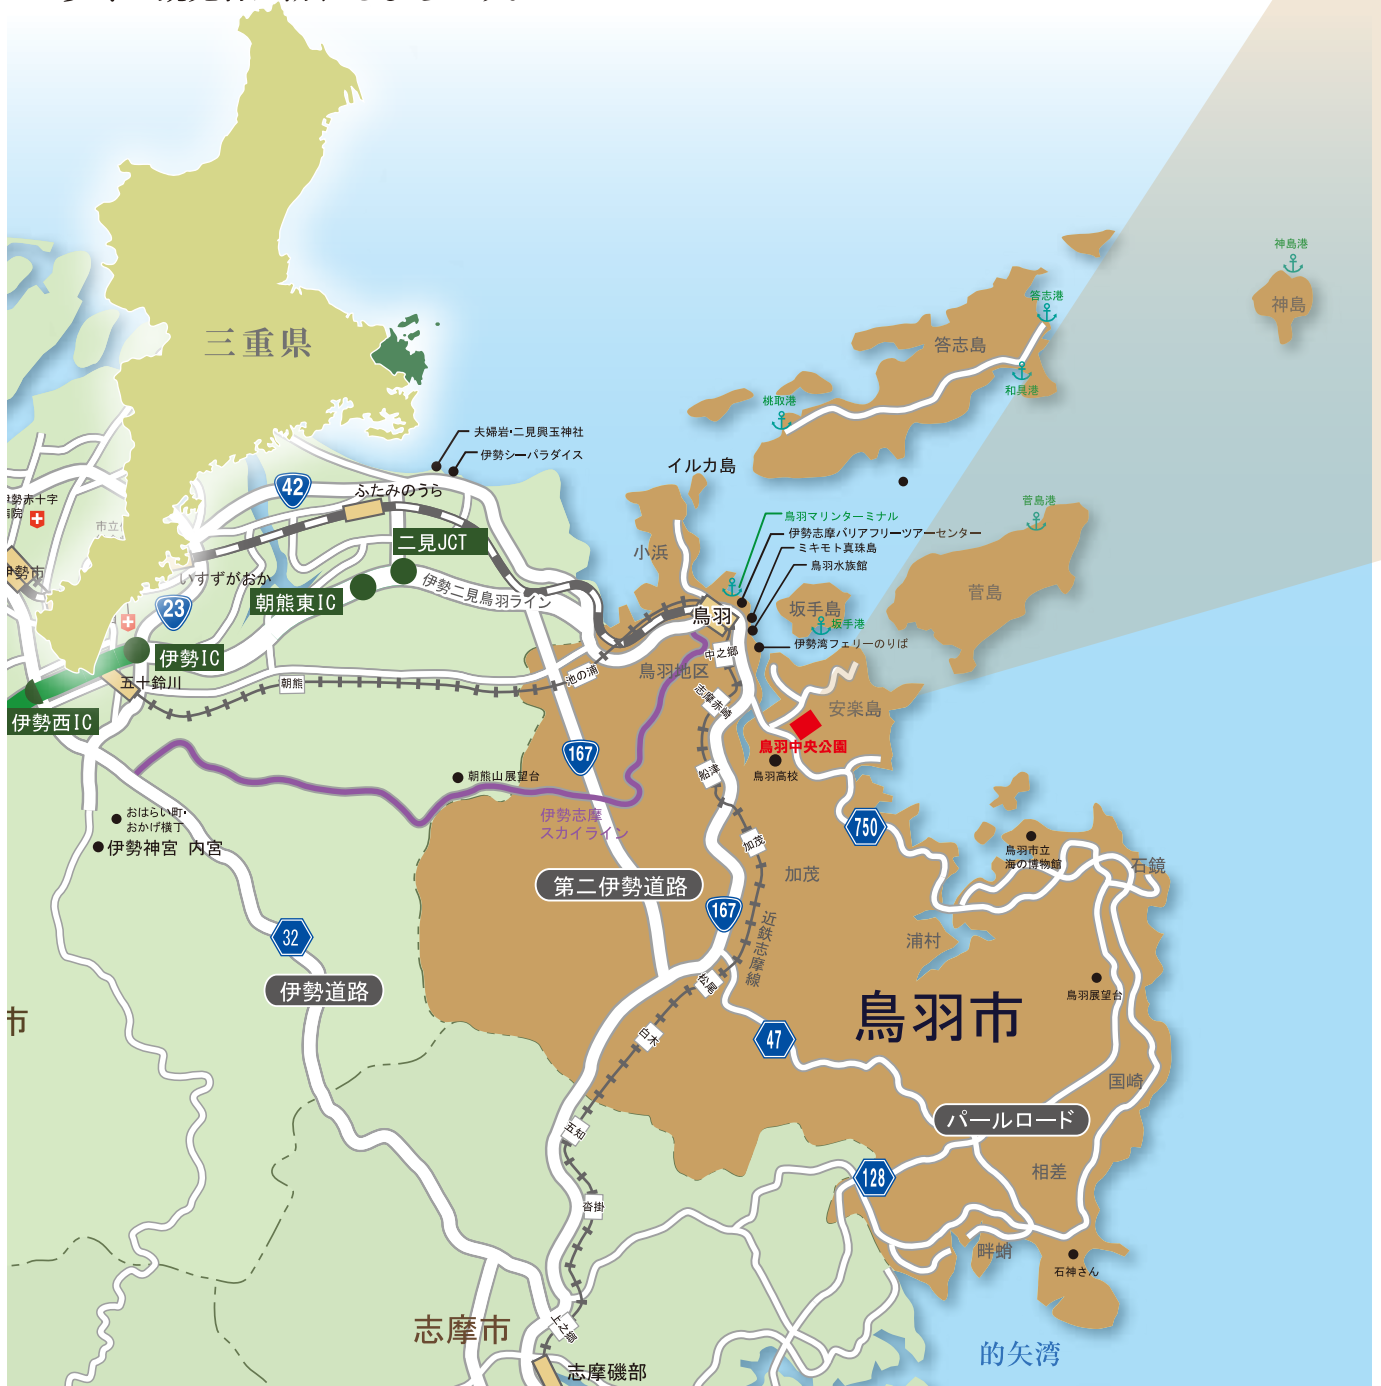 三重県
神島港
神島
答志港
答志島
和具港
桃取港
夫婦岩・二見興玉神社
伊勢シーパラダイス
イルカ島
42
ふたみのうら
伊勢赤十字
病院
二見JCT
鳥羽マリンターミナル
伊勢志摩バリアフリーツアーセンター
ミキモト真珠島
鳥羽水族館
菅島港
菅島
小浜
伊勢市
いすずがおか
朝熊東IC
伊勢二見鳥羽ライン
坂手島
坂手港
23
鳥羽
伊勢湾フェリーのりば
伊勢IC
中之郷
鳥羽地区
池の浦
朝熊
五十鈴川
志摩赤崎
安楽島
伊勢西IC
鳥羽中央公園
167
船津
鳥羽高校
朝熊山展望台
おはらい町・
おかげ横丁
伊勢志摩
スカイライン
750
加茂
鳥羽市立
海の博物館
石鏡
伊勢神宮 内宮
加茂
第二伊勢道路
167
近鉄志摩線
浦村
32
松尾
鳥羽展望台
伊勢道路
鳥羽市
市
白木
47
国崎
パールロード
五知
128
相差
沓掛
畔蛸
石神さん
上之郷
志摩市
的矢湾
志摩磯部